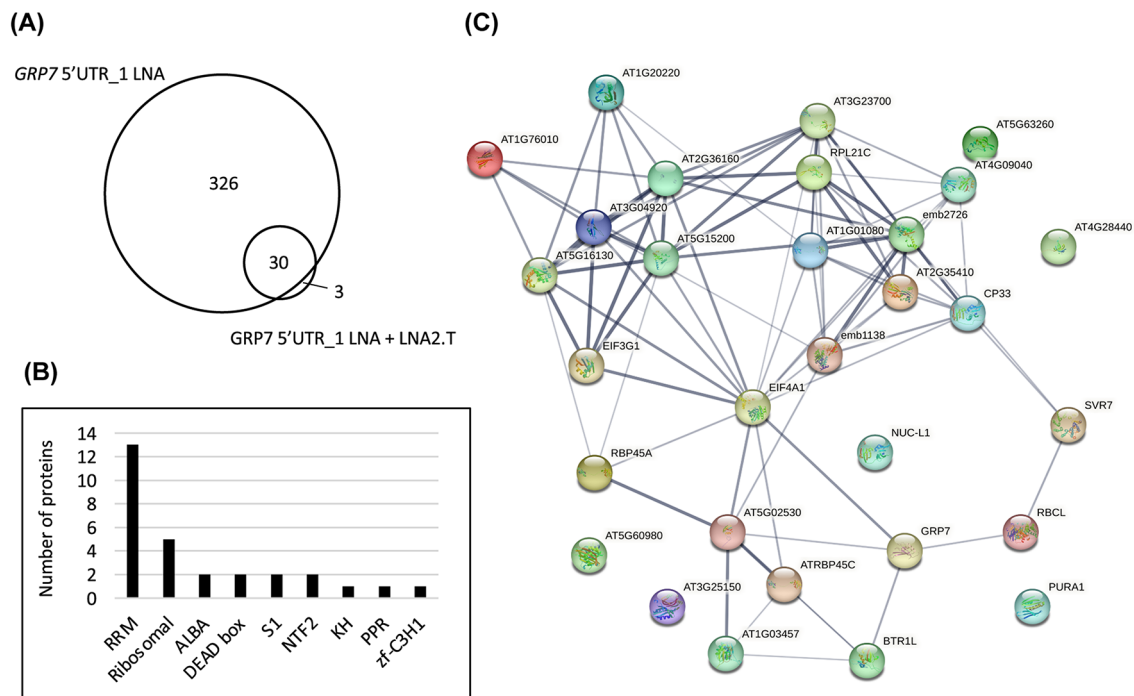 (A)
GRP7 5’UTR_1 LNA
326
30
3
GRP7 5’UTR_1 LNA + LNA2.T
(B)
Number of proteins
14
12
10
8
6
4
2
0
RRM
Ribosomal
ALBA
DEAD box
S1
NTF2
KH
PPR
zf-C3H1
(C)
AT1G20220
AT3G23700
AT5G63260
AT1G76010
AT2G36160
RPL21C
AT4G09040
AT3G04920
emb2726
AT4G28440
AT5G15200
AT1G01080
AT5G16130
AT2G35410
CP33
EIF3G1
emb1138
EIF4A1
SVR7
NUC-L1
RBP45A
AT5G02530
RBCL
AT5G60980
GRP7
ATRBP45C
AT3G25150
PURA1
AT1G03457
BTR1L